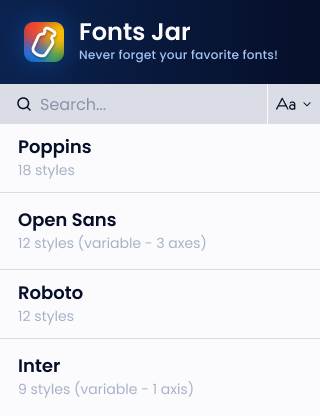 Fonts Jar
Never forget your favorite fonts!
Search...
Aa
Poppins
18 styles
Open Sans
12 styles (variable - 3 axes)
Roboto
12 styles
Inter
9 styles (variable - 1 axis)